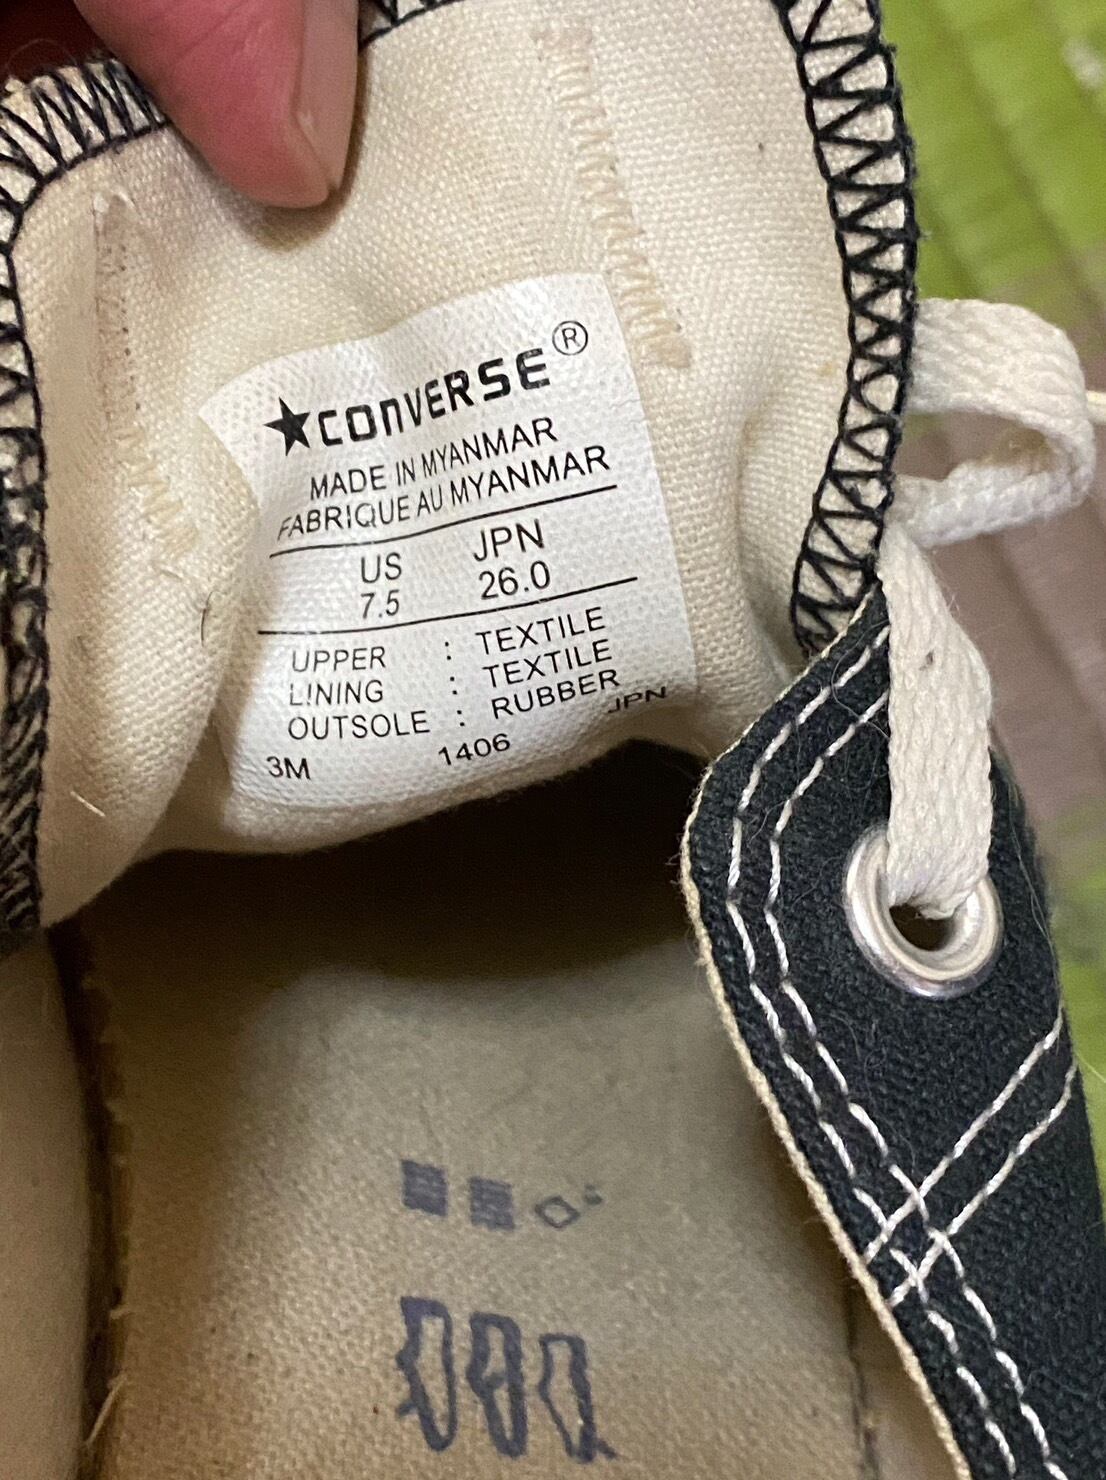 ★CONVERSE®
MADE IN MYANMAR
FABRIQUE AU MYANMAR
US JPN
7.5 26.0
UPPER : TEXTILE
LINING : TEXTILE
OUTSOLE : RUBBER
JPN
3M 1406